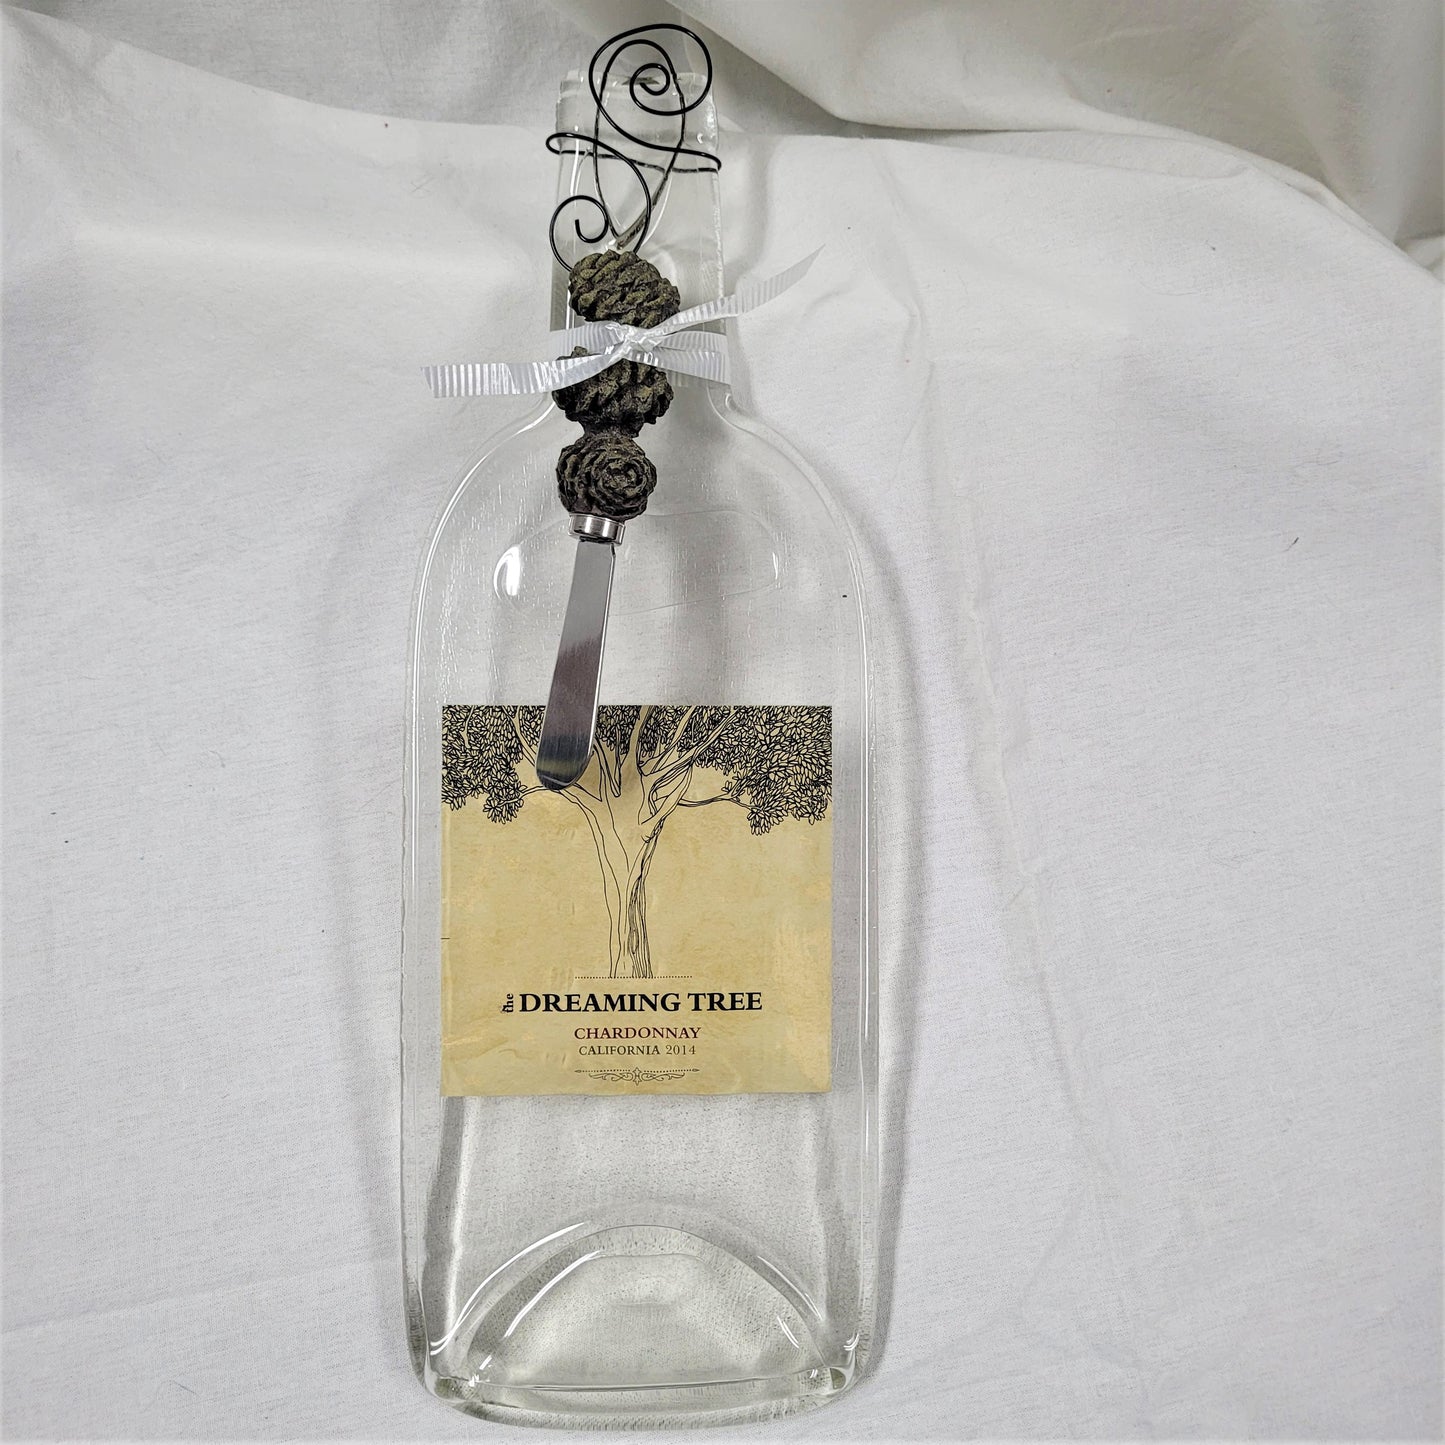 the DREAMING TREE
CHARDONNAY
CALIFORNIA 2014